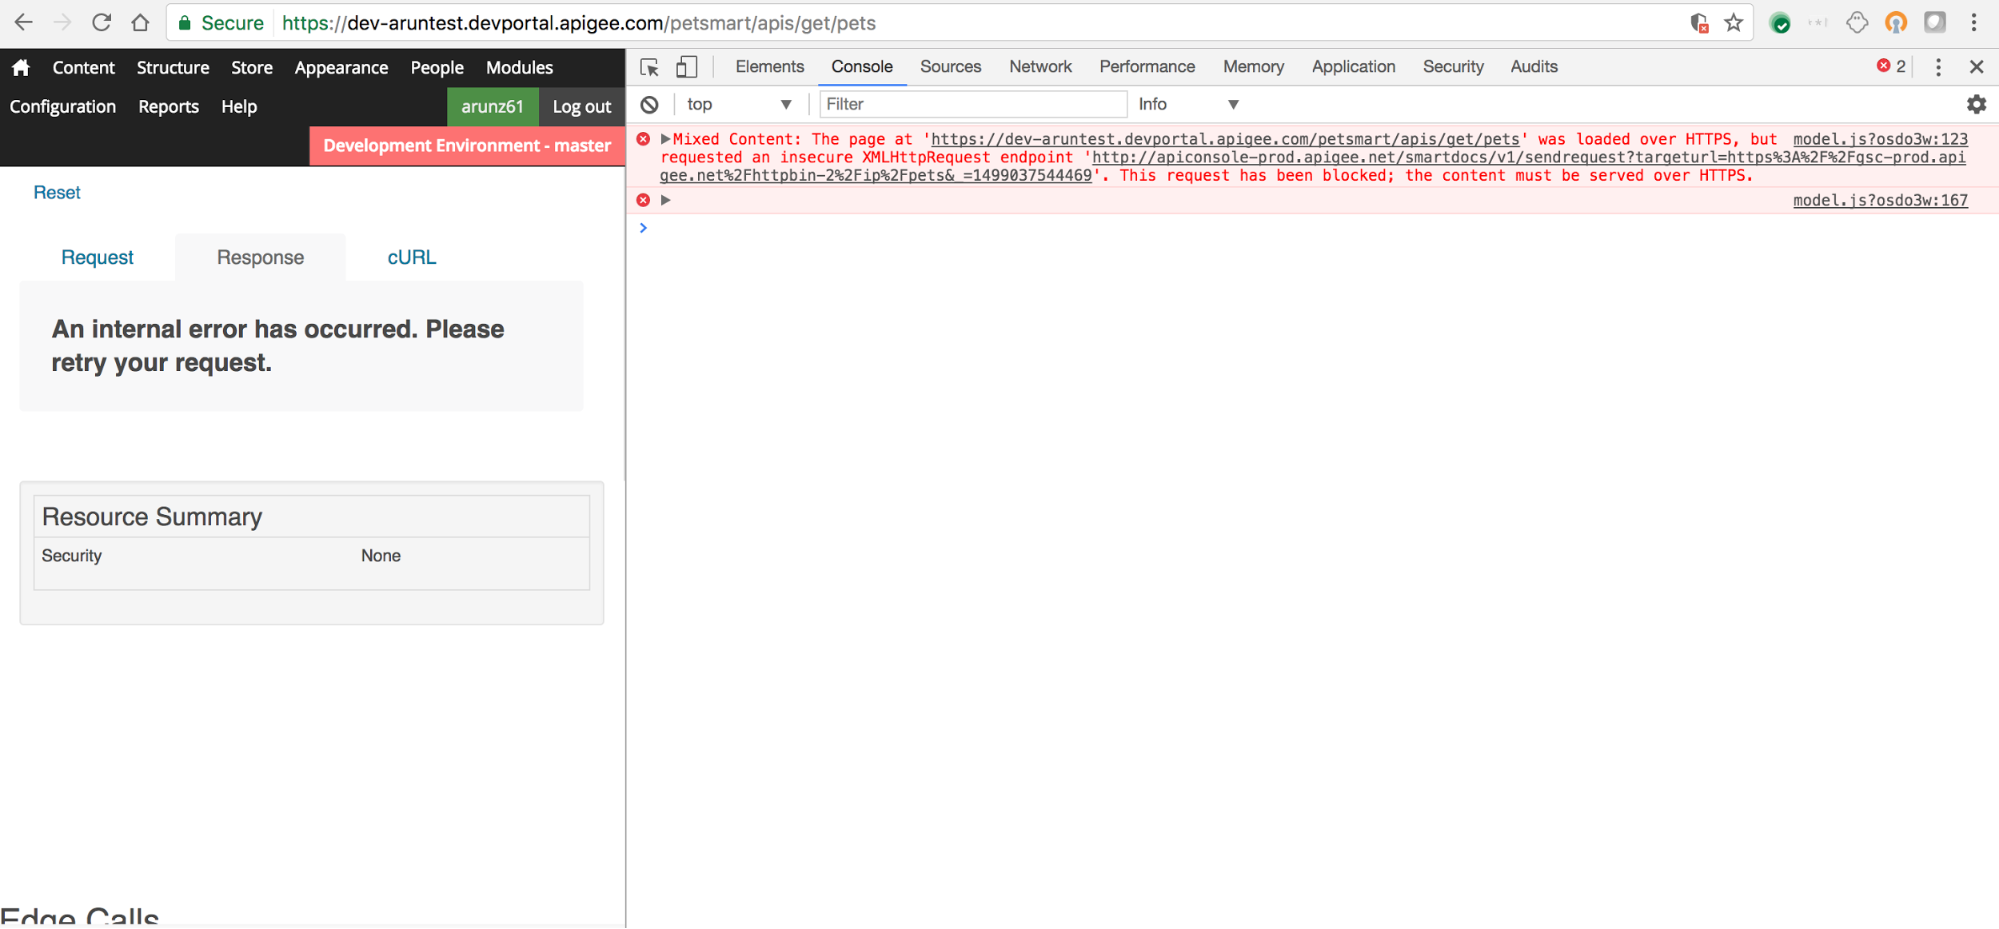 Secure https://dev-aruntest.devportal.apigee.com/petsmart/apis/get/pets
Content Structure Store Appearance People Modules
Configuration Reports Help arunz61 Log out
Development Environment - master
Reset
Request Response cURL
An internal error has occurred. Please
retry your request.
Resource Summary
Security None
Edge Calls
Elements Console Sources Network Performance Memory Application Security Audits 2
top Filter Info
Mixed Content: The page at 'https://dev-aruntest.devportal.apigee.com/petsmart/apis/get/pets' was loaded over HTTPS, but model.js?osdo3w:123
requested an insecure XMLHttpRequest endpoint 'http://apiconsole-prod.apigee.net/smartdocs/v1/sendrequest?targeturl=https%3A%2F%2Fgsc-prod.api
gee.net%2Fhttpbin-2%2Fip%2Fpets&_=1499037544469'. This request has been blocked; the content must be served over HTTPS.
model.js?osdo3w:167